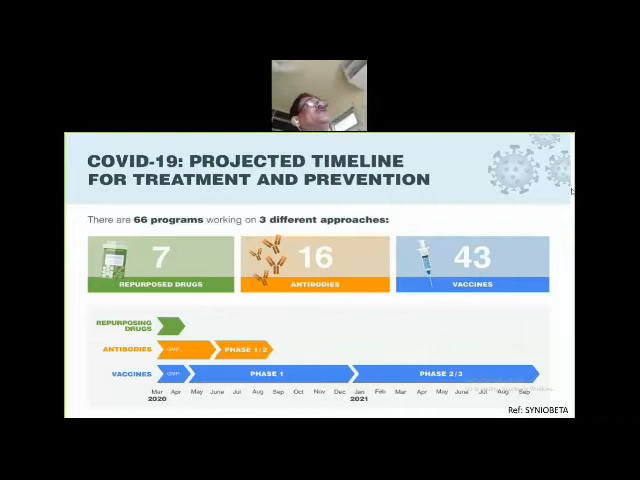 COVID-19: PROJECTED TIMELINE
FOR TREATMENT AND PREVENTION
There are 66 programs working on 3 different approaches:
7
REPURPOSED DRUGS
16
ANTIBODIES
43
VACCINES
REPURPOSING
DRUGS
ANTIBODIES GMP PHASE 1/2
VACCINES GMP PHASE 1 PHASE 2/3
Mar Apr May June Jul Aug Sep Oct Nov Dec Jan Feb Mar Apr May June Jul Aug Sep
2020 2021
Ref: SYNIOBETA